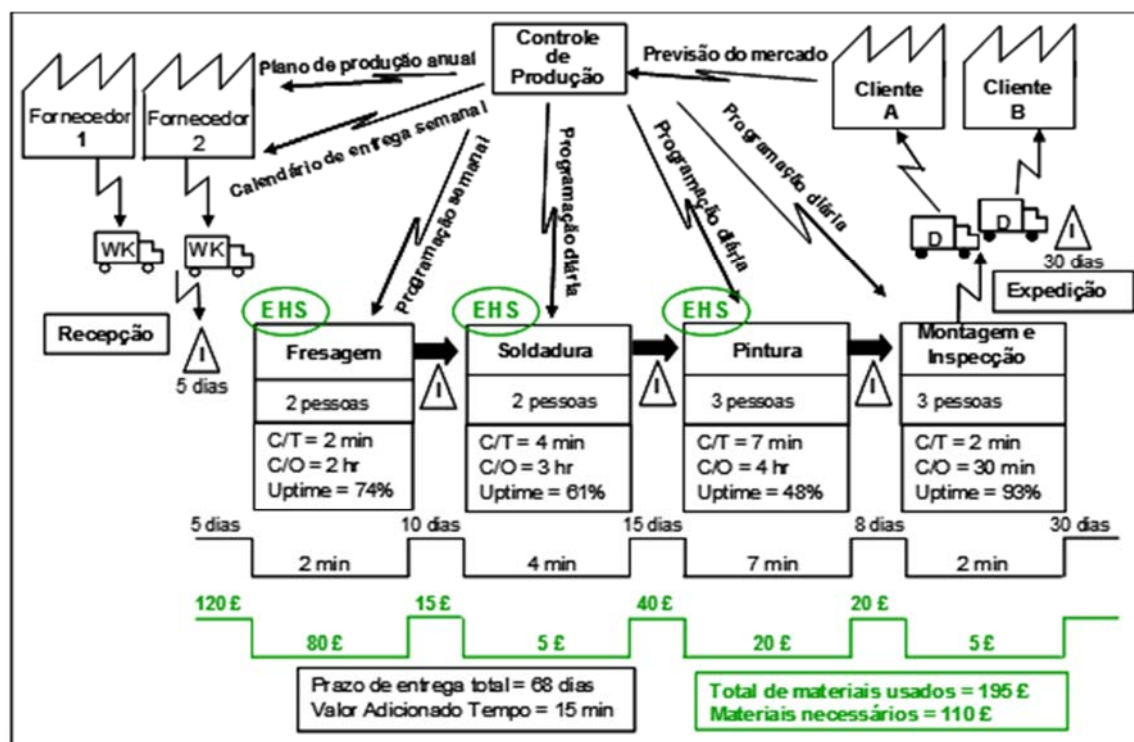 Controle
de
Produção
Plano de produção anual
Previsão do mercado
Fornecedor
1
Fornecedor
2
Cliente
A
Cliente
B
Calendário de entrega semanal
Programação semanal
Programação diária
Programação diária
Programação diária
WK
WK
D
D
I
30 dias
Expedição
Recepção
I
5 dias
EHS
EHS
EHS
Fresagem
Soldadura
Pintura
Montagem e
Inspecção
I
I
I
2 pessoas
2 pessoas
3 pessoas
3 pessoas
C/T = 2 min
C/O = 2 hr
Uptime = 74%
C/T = 4 min
C/O = 3 hr
Uptime = 61%
C/T = 7 min
C/O = 4 hr
Uptime = 48%
C/T = 2 min
C/O = 30 min
Uptime = 93%
5 dias
10 dias
15 dias
8 dias
30 dias
2 min
4 min
7 min
2 min
120 £
15 £
40 £
20 £
80 £
5 £
20 £
5 £
Prazo de entrega total = 68 dias
Valor Adicionado Tempo = 15 min
Total de materiais usados = 195 £
Materiais necessários = 110 £